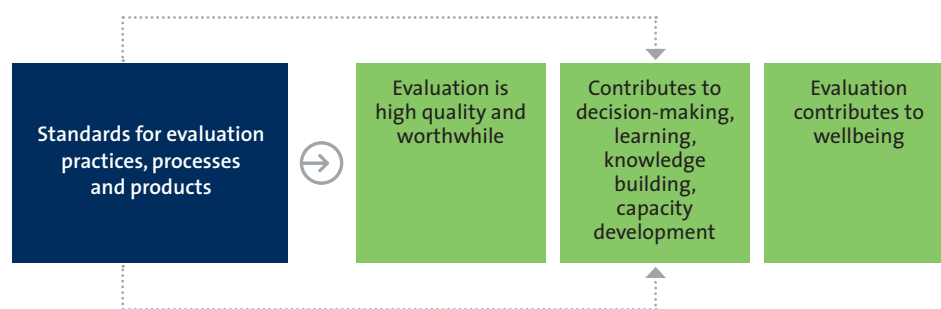 Standards for evaluation
practices, processes
and products
Evaluation is
high quality and
worthwhile
Contributes to
decision-making,
learning,
knowledge
building,
capacity
development
Evaluation
contributes to
wellbeing